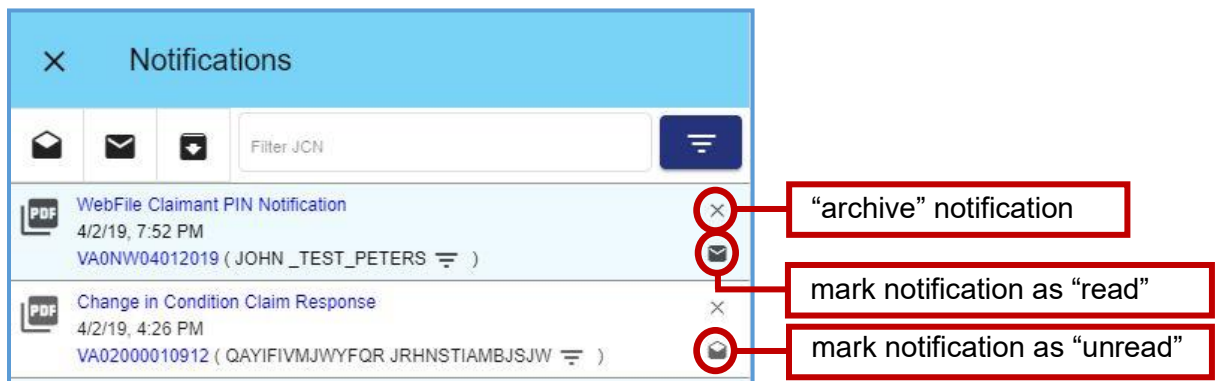 Notifications
Filter JCN
PDF
WebFile Claimant PIN Notification
4/2/19, 7:52 PM
VA0NW04012019 ( JOHN _TEST_PETERS )
“archive” notification
mark notification as “read”
PDF
Change in Condition Claim Response
4/2/19, 4:26 PM
VA02000010912 ( QAYIFIVMJWYFQR JRHNSTIAMBJSJW )
mark notification as “unread”